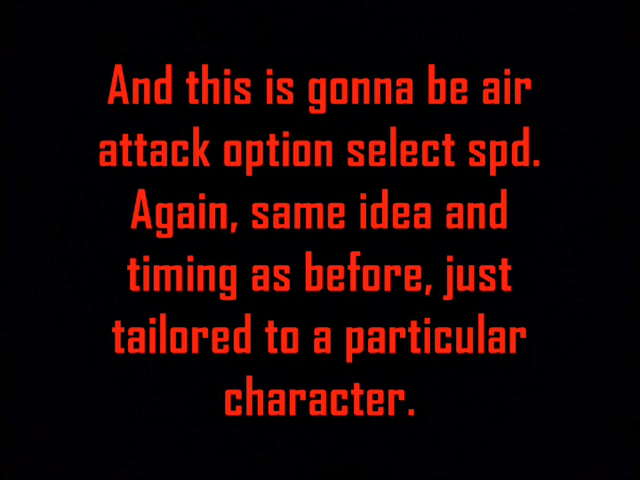 And this is gonna be air
attack option select spd.
Again, same idea and
timing as before, just
tailored to a particular
character.